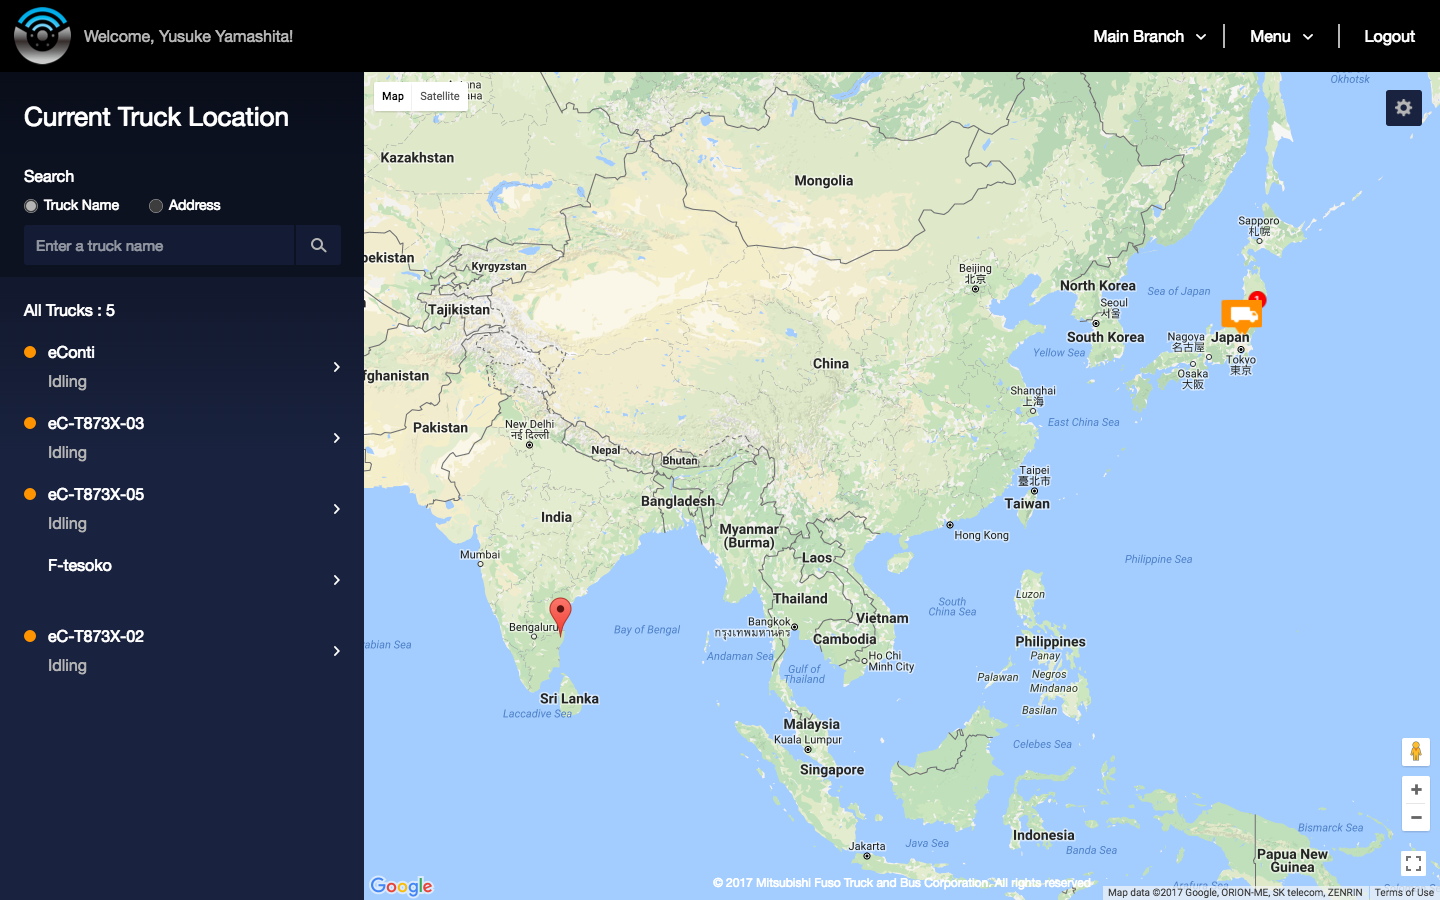 Welcome, Yusuke Yamashita!
Main Branch
Menu
Logout
Current Truck Location
Search
Truck Name
Address
Enter a truck name
All Trucks : 5
eConti
Idling
eC-T873X-03
Idling
eC-T873X-05
Idling
F-tesoko
eC-T873X-02
Idling
Map
Satellite
Okhotsk
Kazakhstan
Mongolia
Sapporo
札幌
bekistan
Kyrgyzstan
Beijing
北京
North Korea
Sea of Japan
Tajikistan
Seoul
서울
South Korea
Nagoya
名古屋
Japan
Yellow Sea
Tokyo
東京
China
Osaka
大阪
fghanistan
Shanghai
上海
East China Sea
Pakistan
New Delhi
नई दिल्ली
Nepal
Bhutan
Taipei
臺北市
Bangladesh
Taiwan
India
Myanmar
(Burma)
Hong Kong
Mumbai
Laos
Philippine Sea
Thailand
Luzon
South
China Sea
Vietnam
Bengaluru
Bay of Bengal
Bangkok
กรุงเทพมหานคร
Cambodia
Philippines
abian Sea
Andaman Sea
Ho Chi
Minh City
Panay
Gulf of
Thailand
Palawan
Negros
Mindanao
Sri Lanka
Laccadive Sea
Basilan
Malaysia
Kuala Lumpur
Celebes Sea
Singapore
Indonesia
Bismarck Sea
Jakarta
Java Sea
Banda Sea
Papua New
Guinea
Google
© 2017 Mitsubishi Fuso Truck and Bus Corporation. All rights reserved
Map data ©2017 Google, ORION-ME, SK telecom, ZENRIN
Terms of Use